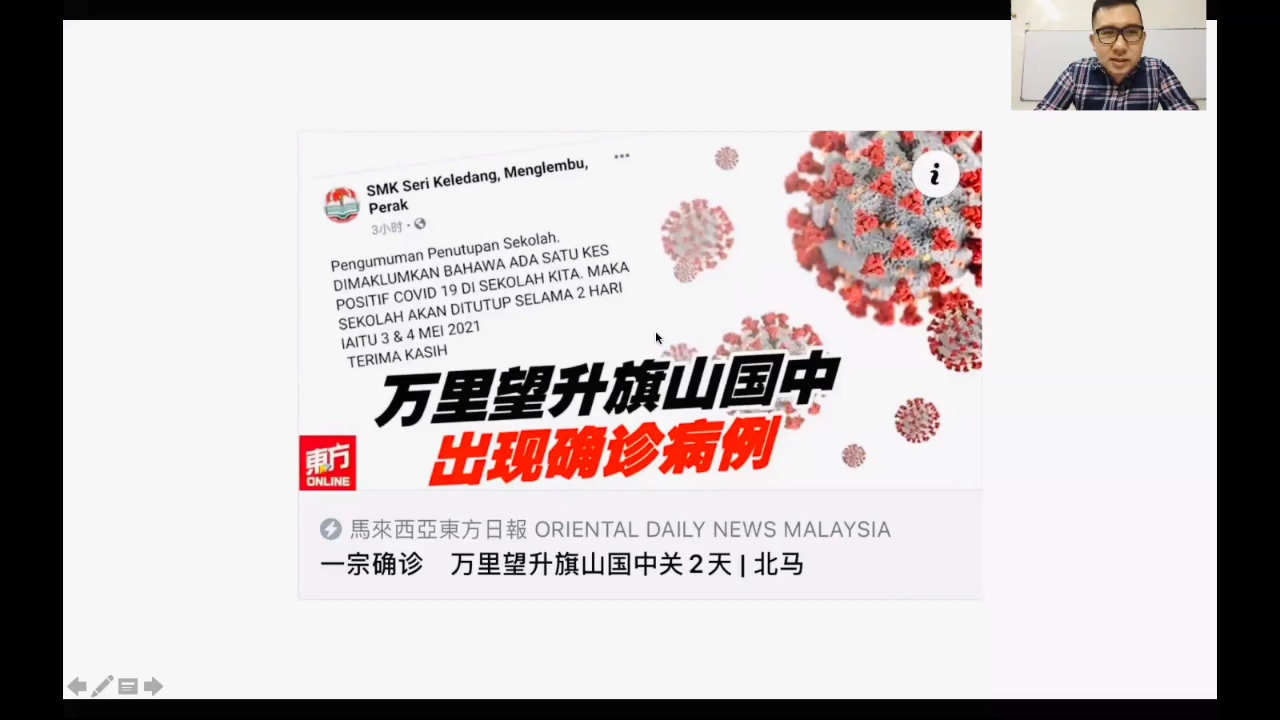 SMK Seri Keledang, Menglembu,
Perak
3小时
Pengumuman Penutupan Sekolah.
DIMAKLUMKAN BAHAWA ADA SATU KES
POSITIF COVID 19 DI SEKOLAH KITA. MAKA
SEKOLAH AKAN DITUTUP SELAMA 2 HARI
IAITU 3 & 4 MEI 2021
TERIMA KASIH
万里望升旗山国中
出现确诊病例
東方
ONLINE
馬來西亞東方日報 ORIENTAL DAILY NEWS MALAYSIA
一宗确诊 万里望升旗山国中关2天 | 北马